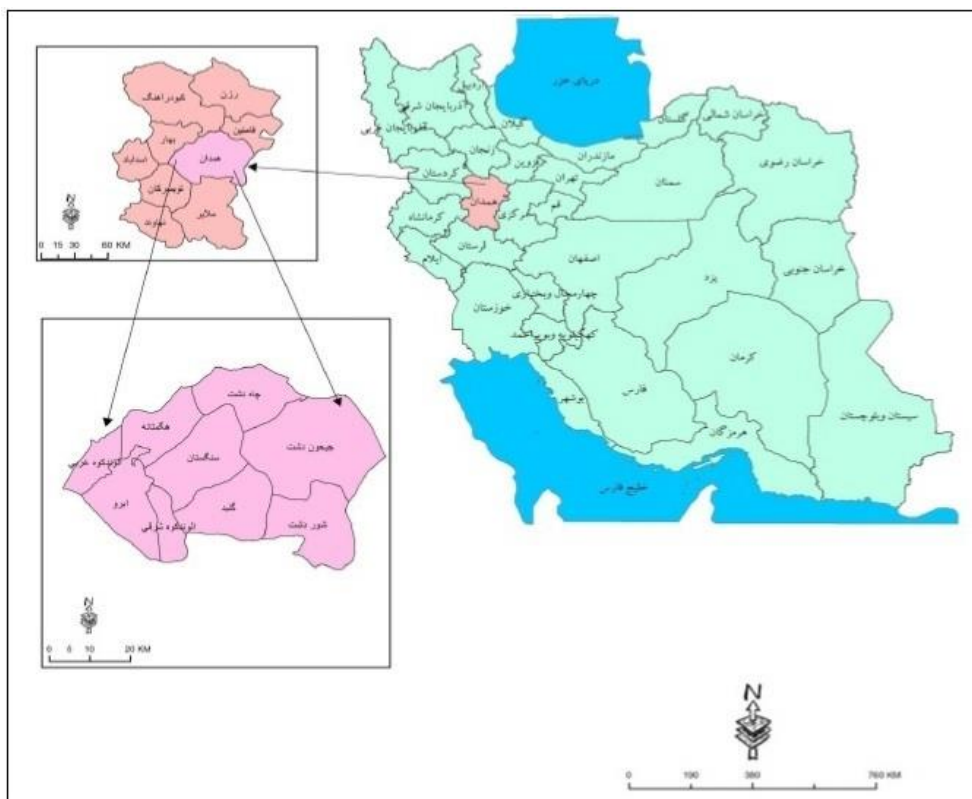 کبودراهنگ
رزن
فامنین
بهار
همدان
اسدآباد
تویسرکان
ملایر
نهاوند
N
0 15 30 60 KM
دریای خزر
اردبیل
آذربایجان شرقی
آذربایجان غربی
گیلان
زنجان
کردستان
قزوین
مازندران
تهران
گلستان
خراسان شمالی
خراسان رضوی
سمنان
همدان
قم
مرکزی
کرمانشاه
لرستان
ایلام
اصفهان
یزد
خراسان جنوبی
چهارمحال وبختیاری
خوزستان
کهگیلویه وبویراحمد
کرمان
فارس
بوشهر
هرمزگان
سیستان وبلوچستان
خلیج فارس
چاه دشت
هگمتانه
جیحون دشت
سنگستان
الوندکوه غربی
ابرو
گنبد
الوندکوه شرقی
شور دشت
N
0 5 10 20 KM
N
0 190 380 760 KM